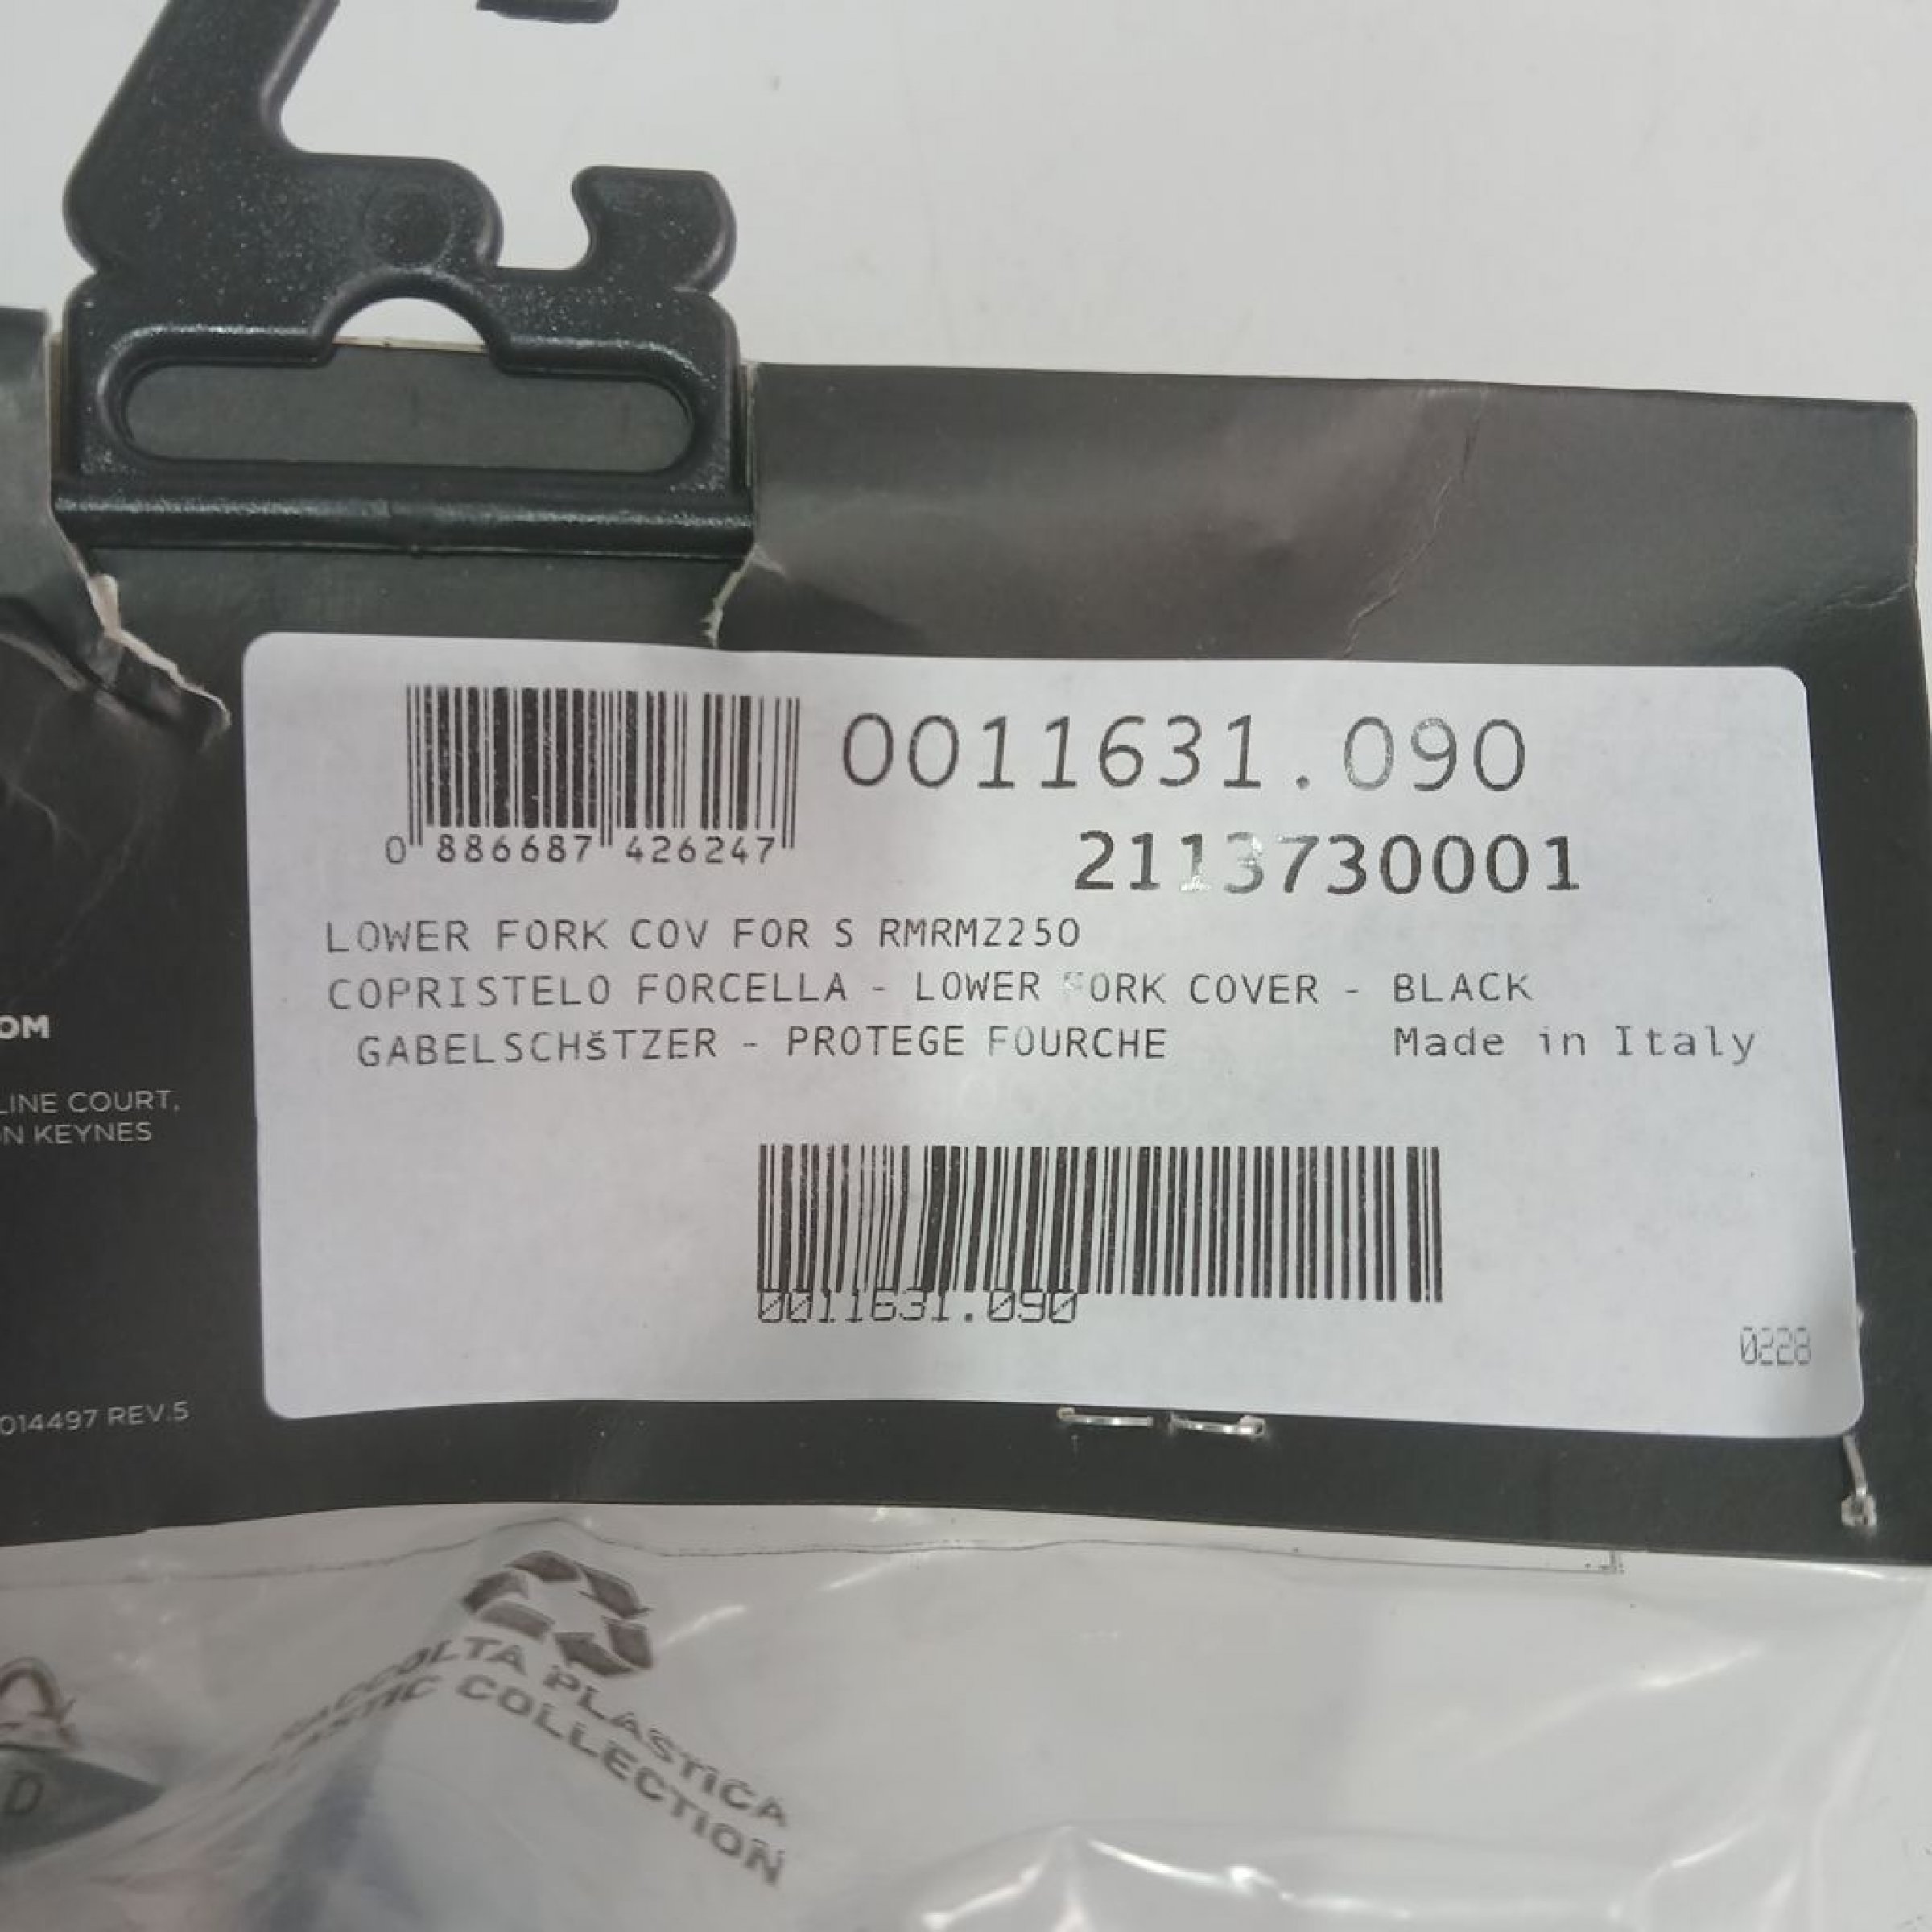 0011631.090
0 886687 426247
2113730001
LOWER FORK COV FOR S RMRMZ250
COPRISTELO FORCELLA - LOWER FORK COVER - BLACK
GABELSCHšTZER - PROTEGE FOURCHE Made in Italy
0011631.090
0228
OM
LINE COURT,
N KEYNES
014497 REV.5
RACCOLTA PLASTICA
PLASTIC COLLECTION
D